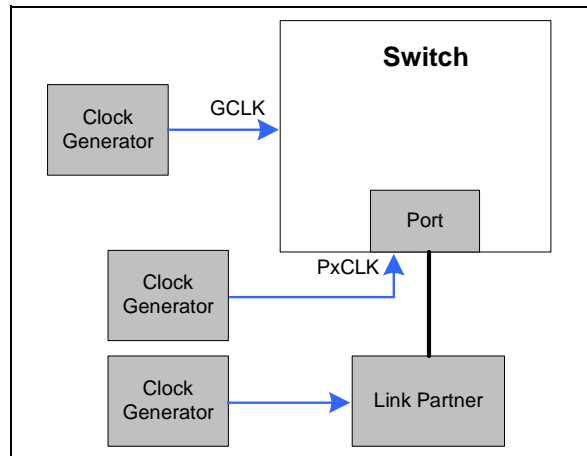 Switch
Clock
Generator
GCLK
Port
Clock
Generator
PxCLK
Clock
Generator
Link Partner